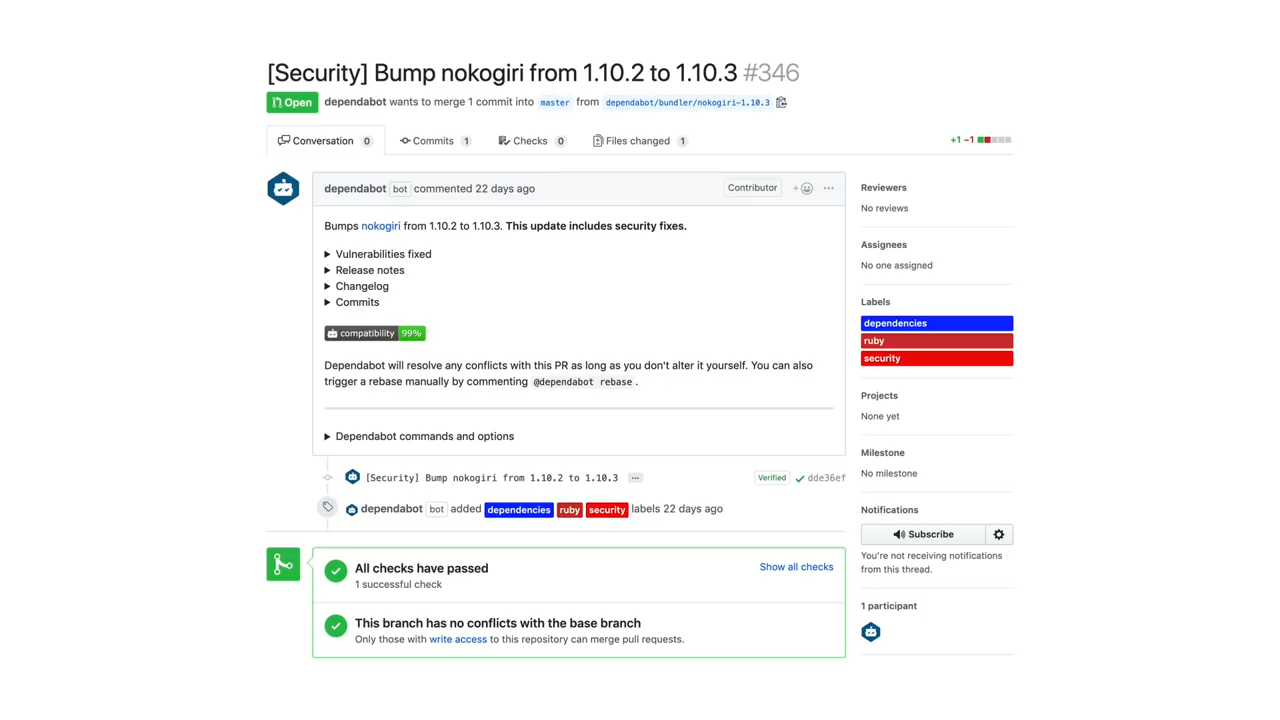 [Security] Bump nokogiri from 1.10.2 to 1.10.3 #346
Open dependabot wants to merge 1 commit into master from dependabot/bundler/nokogiri-1.10.3
Conversation 0 Commits 1 Checks 0 Files changed 1 +1 −1
dependabot bot commented 22 days ago Contributor
Bumps nokogiri from 1.10.2 to 1.10.3. This update includes security fixes.
Vulnerabilities fixed
Release notes
Changelog
Commits
compatibility 99%
Dependabot will resolve any conflicts with this PR as long as you don't alter it yourself. You can also
trigger a rebase manually by commenting @dependabot rebase.
Dependabot commands and options
[Security] Bump nokogiri from 1.10.2 to 1.10.3 ... Verified dde36ef
dependabot bot added dependencies ruby security labels 22 days ago
All checks have passed Show all checks
1 successful check
This branch has no conflicts with the base branch
Only those with write access to this repository can merge pull requests.
Reviewers
No reviews
Assignees
No one assigned
Labels
dependencies
ruby
security
Projects
None yet
Milestone
No milestone
Notifications
Subscribe
You're not receiving notifications
from this thread.
1 participant